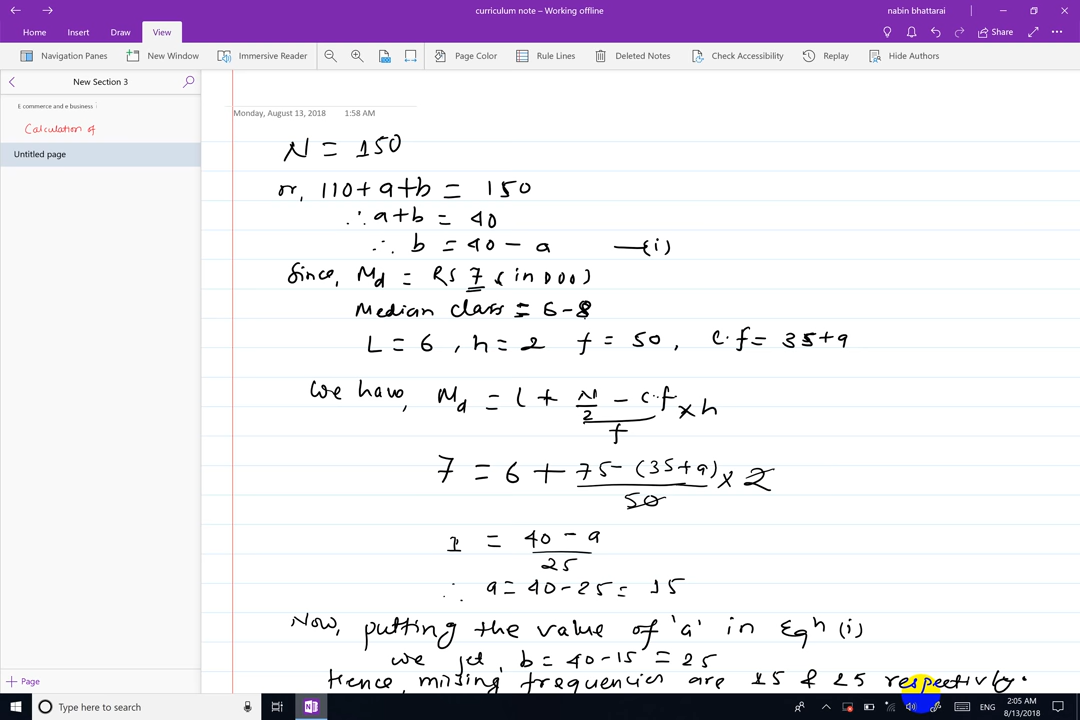 curriculum note – Working offline
nabin bhattarai
Home Insert Draw View
Share
Navigation Panes New Window Immersive Reader Page Color Rule Lines Deleted Notes Check Accessibility Replay Hide Authors
New Section 3
E commerce and e business
Calculation of
Untitled page
Monday, August 13, 2018 1:58 AM
N = 150
or, 110 + a + b = 150
∴ a + b = 40
∴ b = 40 – a —(i)
Since, Md = RS 7 (in 000)
Median class = 6 – 8
L = 6 , h = 2 f = 50, c.f = 35 + a
We have, Md = L + (N/2 – c.f)/f × h
7 = 6 + (75 – (35 + a))/50 × 2
1 = (40 – a)/25
∴ a = 40 – 25 = 15
Now, putting the value of 'a' in Eqn (i)
we get, b = 40 – 15 = 25
Hence, missing frequencies are 15 & 25 respectivly.
+ Page
Type here to search
ENG
2:05 AM
8/13/2018